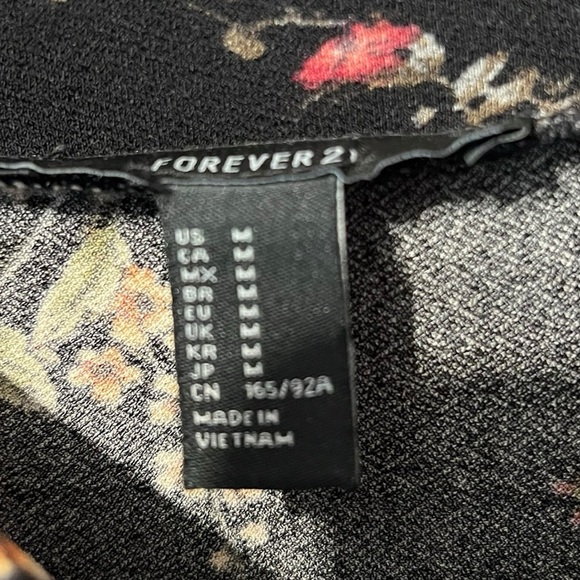 FOREVER 21
US M
CA M
MX M
BR M
EU M
UK M
KR M
JP M
CN 165/92A
MADE IN
VIETNAM